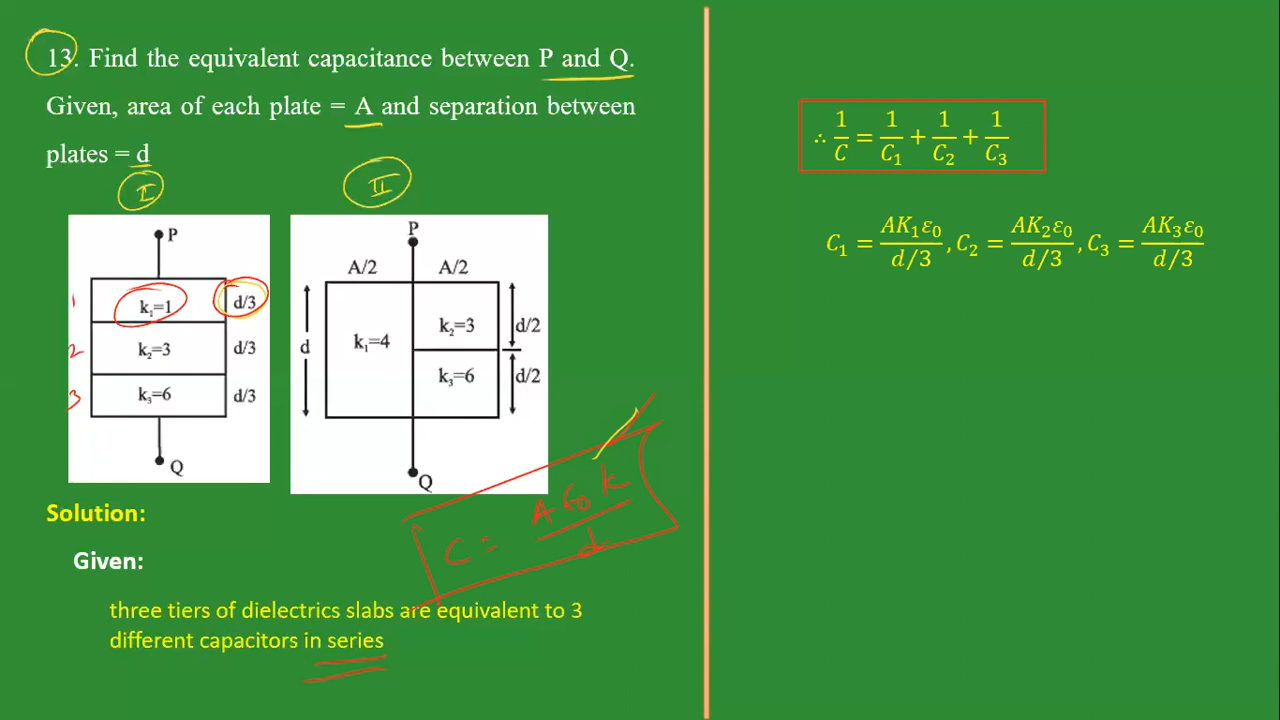 13. Find the equivalent capacitance between P and Q.
Given, area of each plate = A and separation between
plates = d
I
II
P
1
k₁=1
d/3
2
k₂=3
d/3
3
k₃=6
d/3
Q
P
A/2
A/2
d
k₁=4
k₂=3
d/2
k₃=6
d/2
Q
C = A ε₀ k / d
Solution:
Given:
three tiers of dielectrics slabs are equivalent to 3
different capacitors in series
∴ 1/C = 1/C₁ + 1/C₂ + 1/C₃
C₁ = AK₁ε₀ / d/3 , C₂ = AK₂ε₀ / d/3 , C₃ = AK₃ε₀ / d/3